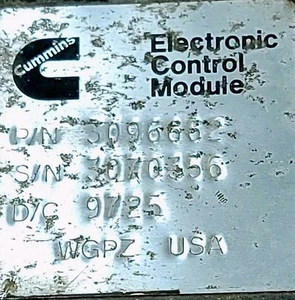 Cummins
Electronic
Control
Module
P/N 3096662
S/N 3070356
D/C 9725
WGPZ USA